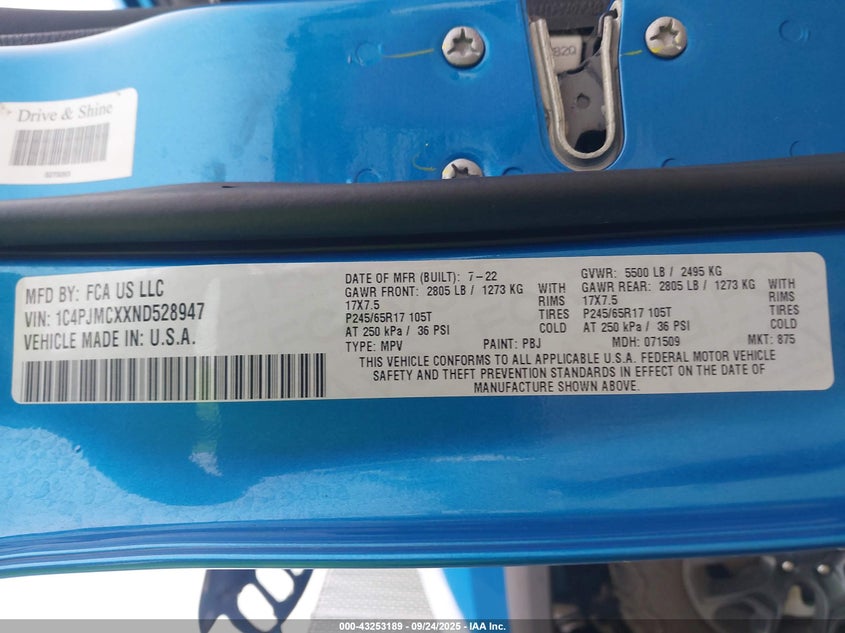 B2Q
Drive & Shine
MFD BY: FCA US LLC
VIN: 1C4PJMCXXND528947
VEHICLE MADE IN: U.S.A.
DATE OF MFR (BUILT): 7-22 GVWR: 5500 LB / 2495 KG
GAWR FRONT: 2805 LB / 1273 KG WITH GAWR REAR: 2805 LB / 1273 KG WITH
17X7.5 RIMS 17X7.5 RIMS
P245/65R17 105T TIRES P245/65R17 105T TIRES
AT 250 kPa / 36 PSI COLD AT 250 kPa / 36 PSI COLD
TYPE: MPV PAINT: PBJ MDH: 071509 MKT: 875
THIS VEHICLE CONFORMS TO ALL APPLICABLE U.S.A. FEDERAL MOTOR VEHICLE
SAFETY AND THEFT PREVENTION STANDARDS IN EFFECT ON THE DATE OF
MANUFACTURE SHOWN ABOVE.
000-43253189 - 09/24/2025 - IAA Inc.